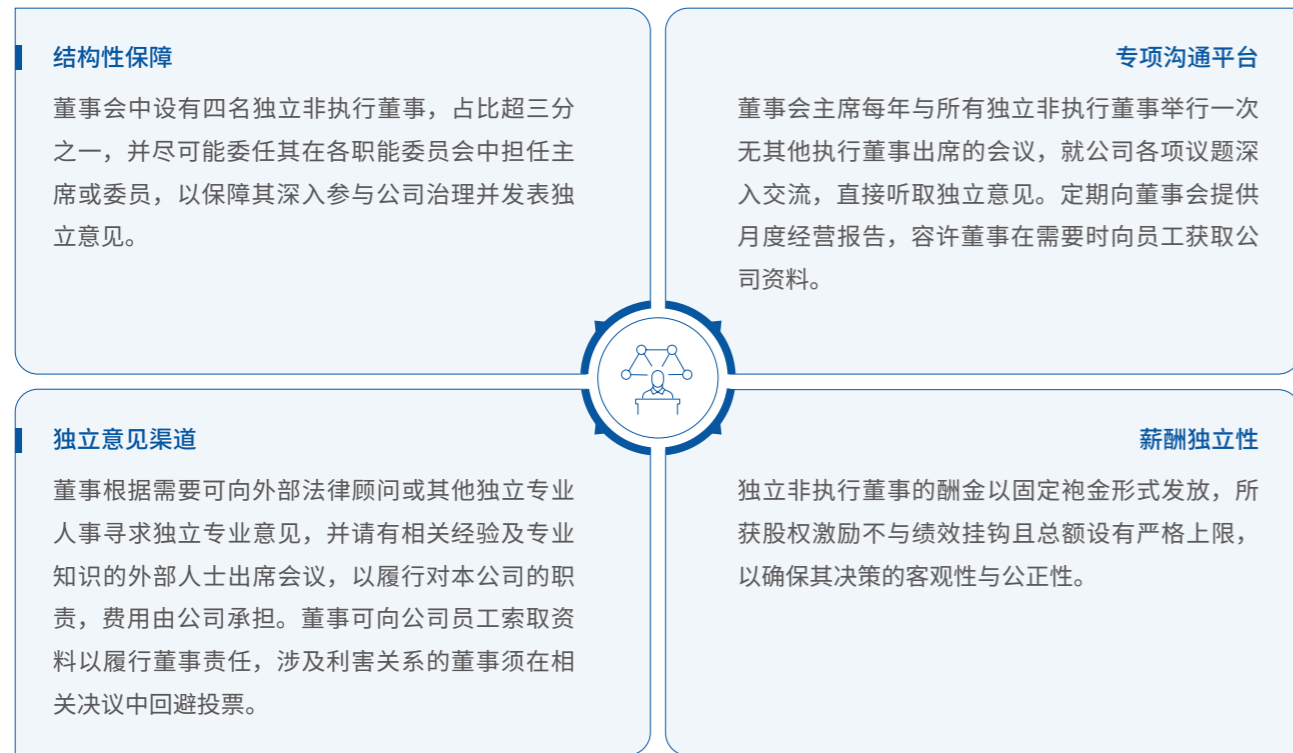 结构性保障
董事会中设有四名独立非执行董事，占比超三分
之一，并尽可能委任其在各职能委员会中担任主
席或委员，以保障其深入参与公司治理并发表独
立意见。
专项沟通平台
董事会主席每年与所有独立非执行董事举行一次
无其他执行董事出席的会议，就公司各项议题深
入交流，直接听取独立意见。定期向董事会提供
月度经营报告，容许董事在需要时向员工获取公
司资料。
独立意见渠道
董事根据需要可向外部法律顾问或其他独立专业
人事寻求独立专业意见，并请有相关经验及专业
知识的外部人士出席会议，以履行对本公司的职
责，费用由公司承担。董事可向公司员工索取资
料以履行董事责任，涉及利害关系的董事须在相
关决议中回避投票。
薪酬独立性
独立非执行董事的酬金以固定袍金形式发放，所
获股权激励不与绩效挂钩且总额设有严格上限，
以确保其决策的客观性与公正性。